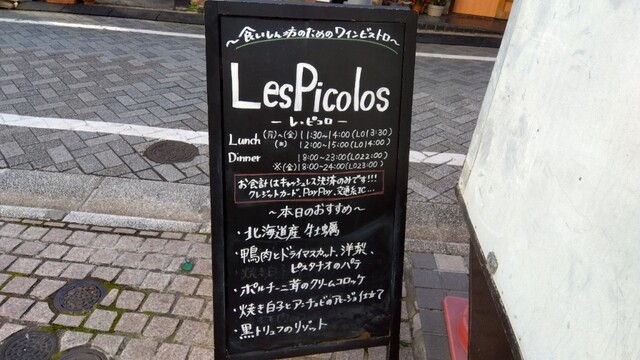 ～食いしん坊のためのワインビストロ～
LesPicolos
ーレ・ピコロー
Lunch (月)～(金) 11:30～14:00(LO13:30)
12:00～15:00(LO14:00)
Dinner 18:00～23:00(LO22:00)
※(金)18:00～24:00(LO23:00)
お会計はキャッシュレス決済のみです!!!
クレジットカード、PayPay、交通系IC...
～本日のおすすめ～
・北海道産 牡蠣
・鴨肉とドライマスカット、洋梨、
ピスタチオのパテ
・ポルチーニ茸のクリームコロッケ
・焼き白子とアンチョビのアヒージョ仕立て
・黒トリュフのリゾット